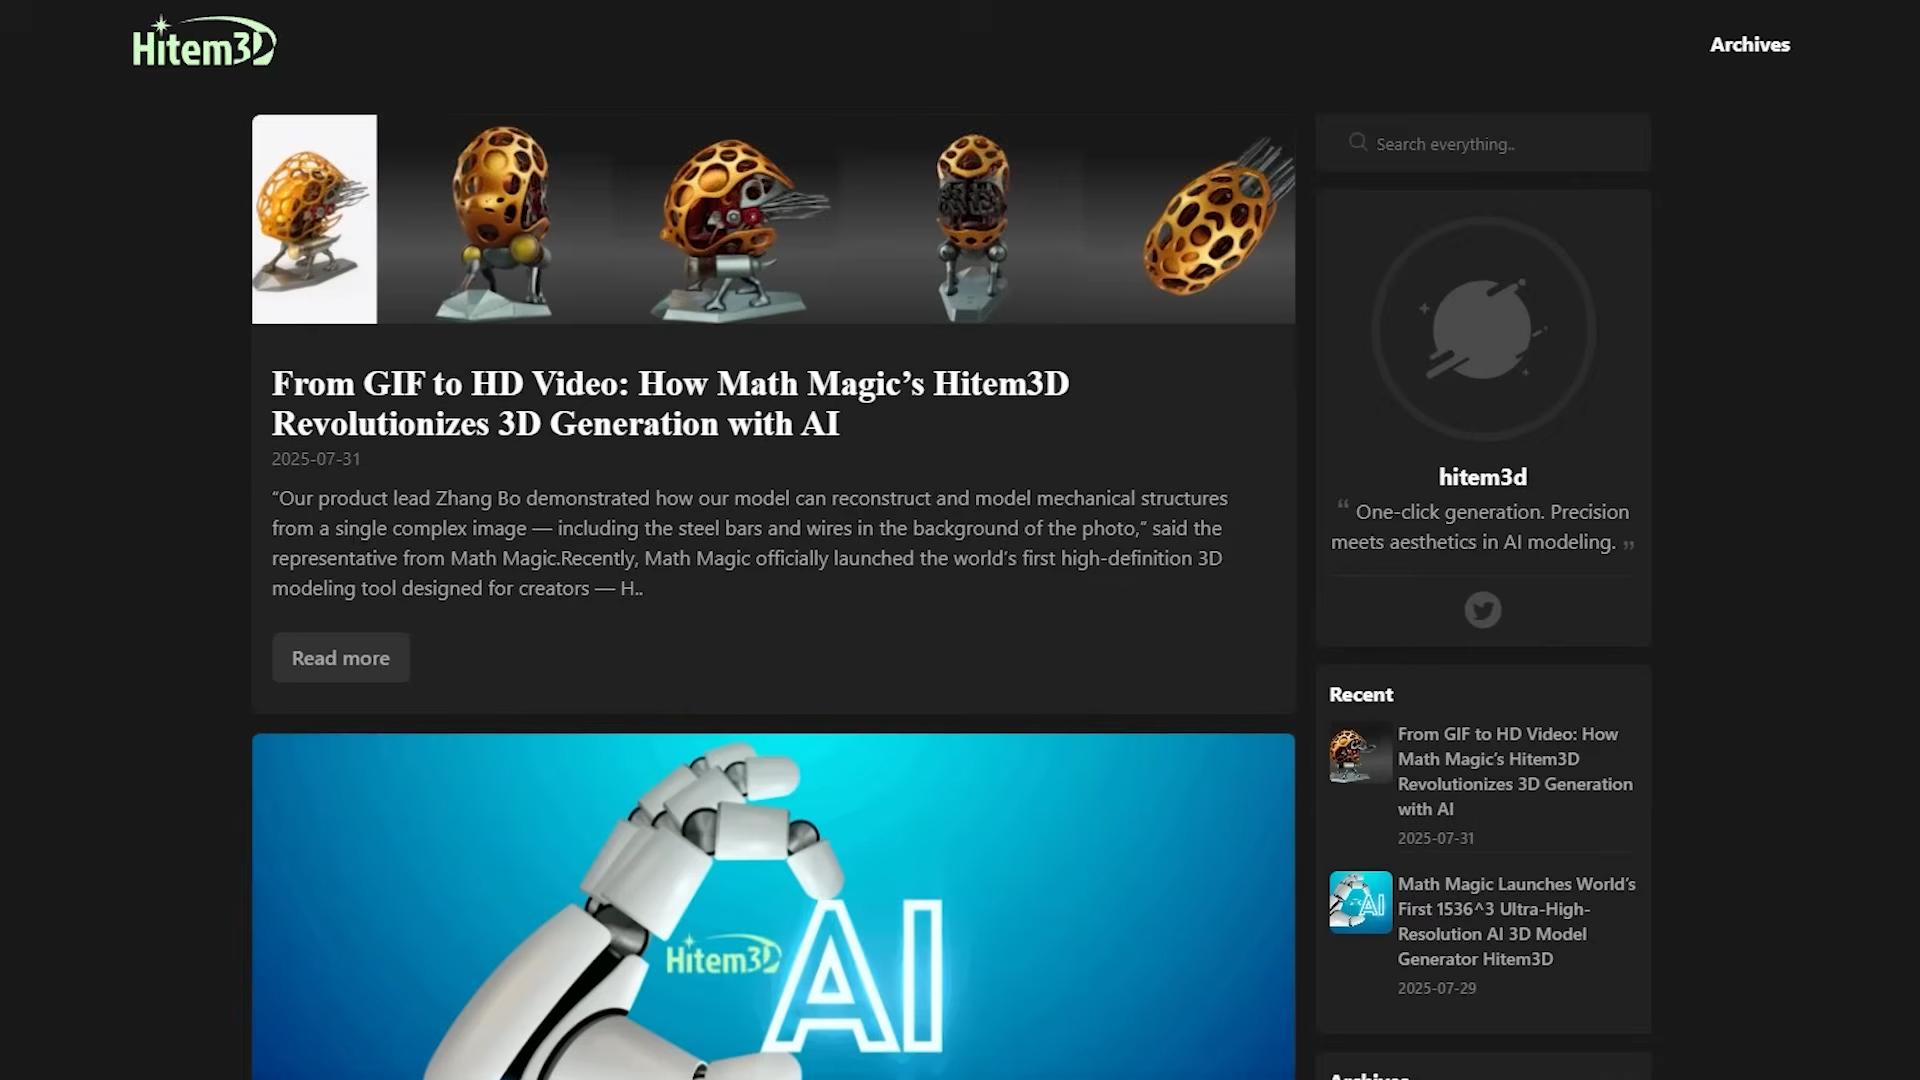 Hitem3D
Archives
Search everything..
From GIF to HD Video: How Math Magic’s Hitem3D
Revolutionizes 3D Generation with AI
2025-07-31
“Our product lead Zhang Bo demonstrated how our model can reconstruct and model mechanical structures
from a single complex image — including the steel bars and wires in the background of the photo,” said the
representative from Math Magic.Recently, Math Magic officially launched the world’s first high-definition 3D
modeling tool designed for creators — H..
Read more
Hitem3D
AI
hitem3d
“ One-click generation. Precision
meets aesthetics in AI modeling. ”
Recent
From GIF to HD Video: How
Math Magic’s Hitem3D
Revolutionizes 3D Generation
with AI
2025-07-31
AI
Math Magic Launches World’s
First 1536^3 Ultra-High-
Resolution AI 3D Model
Generator Hitem3D
2025-07-29
Archives